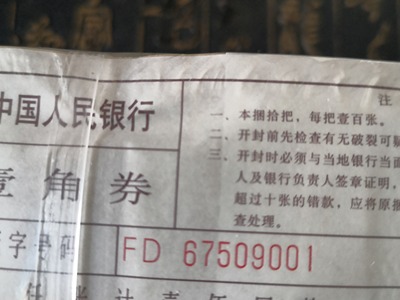 中国人民银行
壹角券
字号码
FD 67509001
注
一、本捆拾把，每把壹百张。
二、开封前先检查有无破裂可疑
三、开封时必须与当地银行当面
人及银行负责人签章证明，
超过十张的错款，应将原捆
查处理。